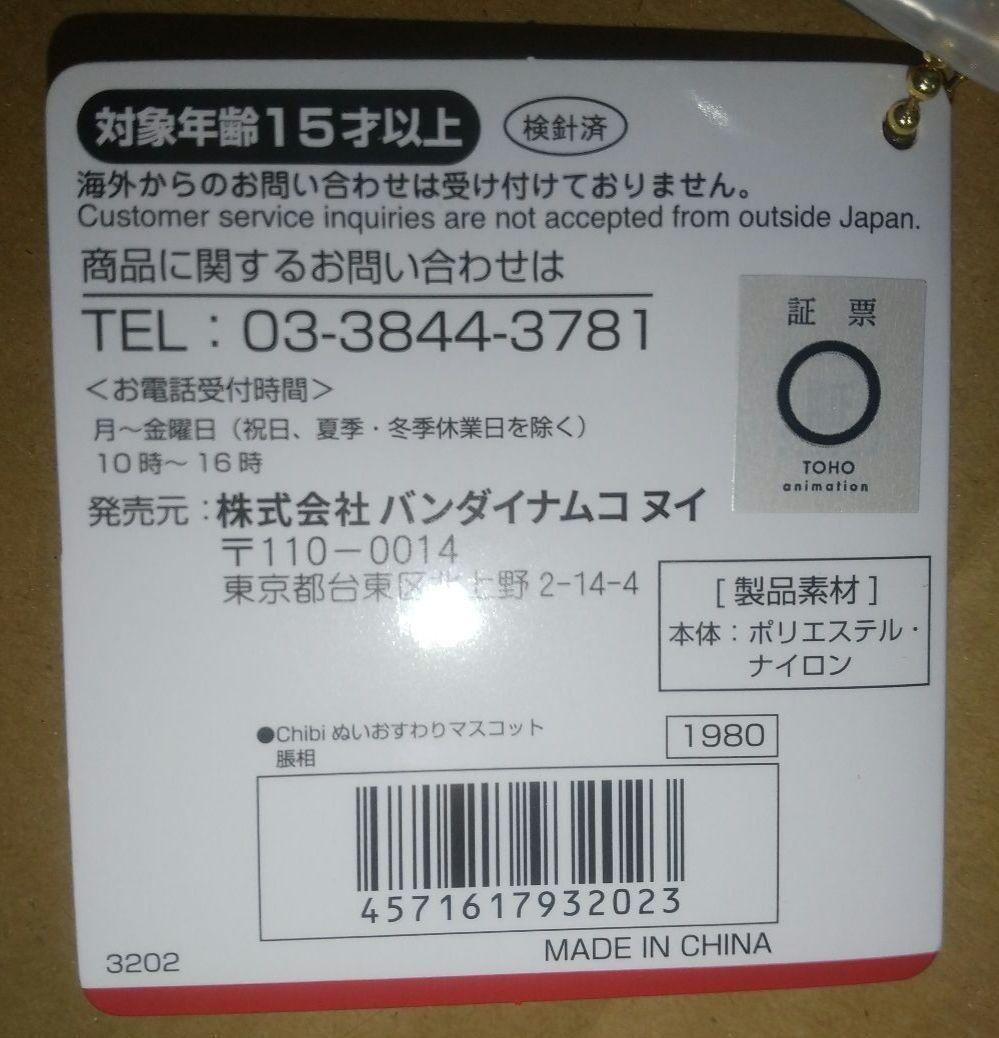 対象年齢15才以上
検針済
海外からのお問い合わせは受け付けておりません。
Customer service inquiries are not accepted from outside Japan.
商品に関するお問い合わせは
TEL：03-3844-3781
＜お電話受付時間＞
月〜金曜日（祝日、夏季・冬季休業日を除く）
10時〜16時
証 票
TOHO
animation
発売元：株式会社 バンダイナムコ ヌイ
〒110−0014
東京都台東区北上野 2-14-4
[ 製品素材 ]
本体：ポリエステル・
ナイロン
●Chibi ぬいおすわりマスコット
脹相
1980
4571617932023
MADE IN CHINA
3202